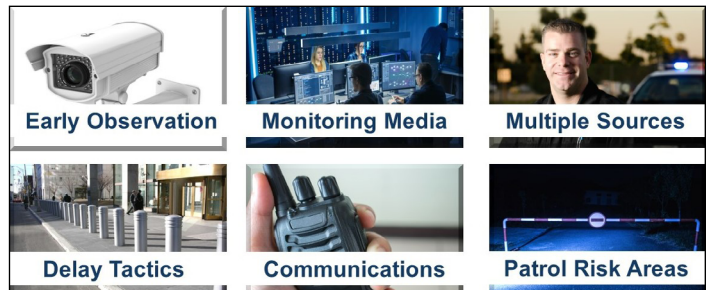 Early Observation
Monitoring Media
Multiple Sources
Delay Tactics
Communications
Patrol Risk Areas